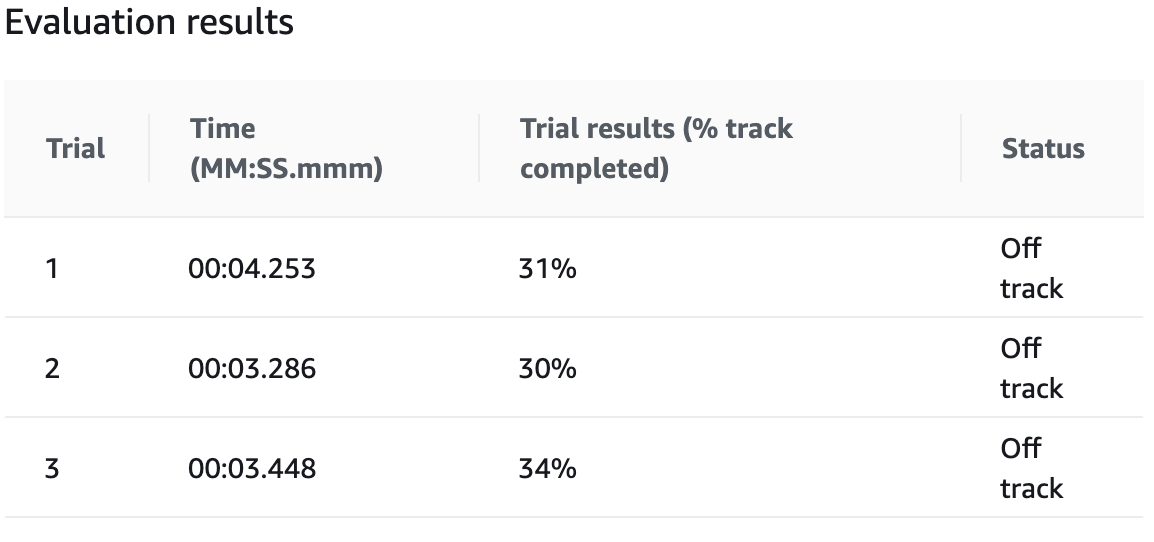 Evaluation results
Trial
Time
(MM:SS.mmm)
Trial results (% track
completed)
Status
1
00:04.253
31%
Off
track
2
00:03.286
30%
Off
track
3
00:03.448
34%
Off
track